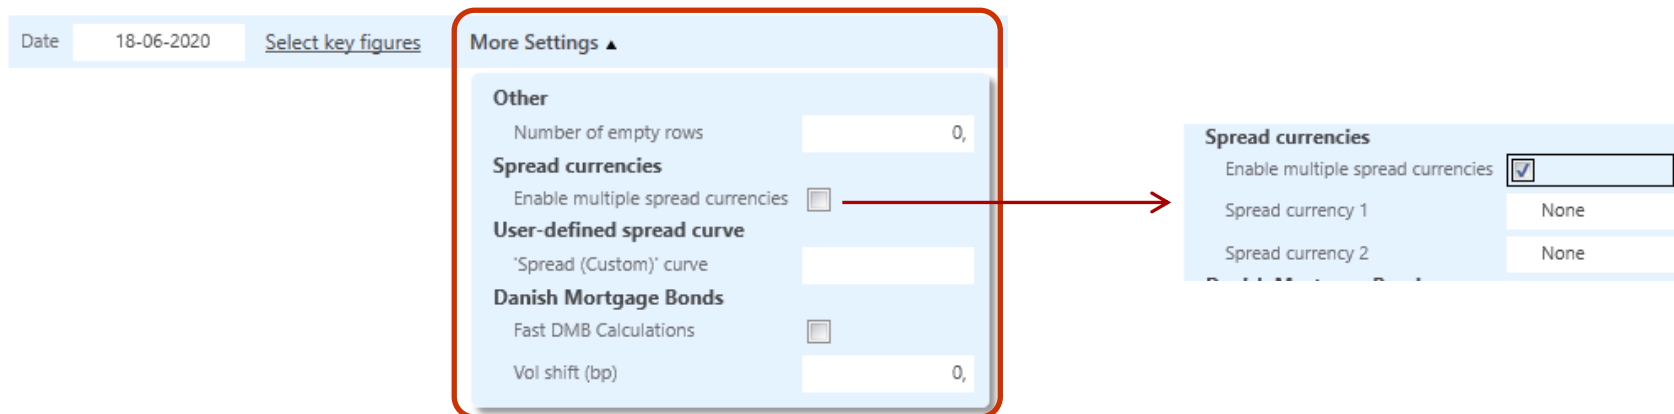 Date 18-06-2020 Select key figures More Settings ▲
Other
Number of empty rows 0,
Spread currencies
Enable multiple spread currencies
User-defined spread curve
'Spread (Custom)' curve
Danish Mortgage Bonds
Fast DMB Calculations
Vol shift (bp) 0,
Spread currencies
Enable multiple spread currencies
Spread currency 1 None
Spread currency 2 None